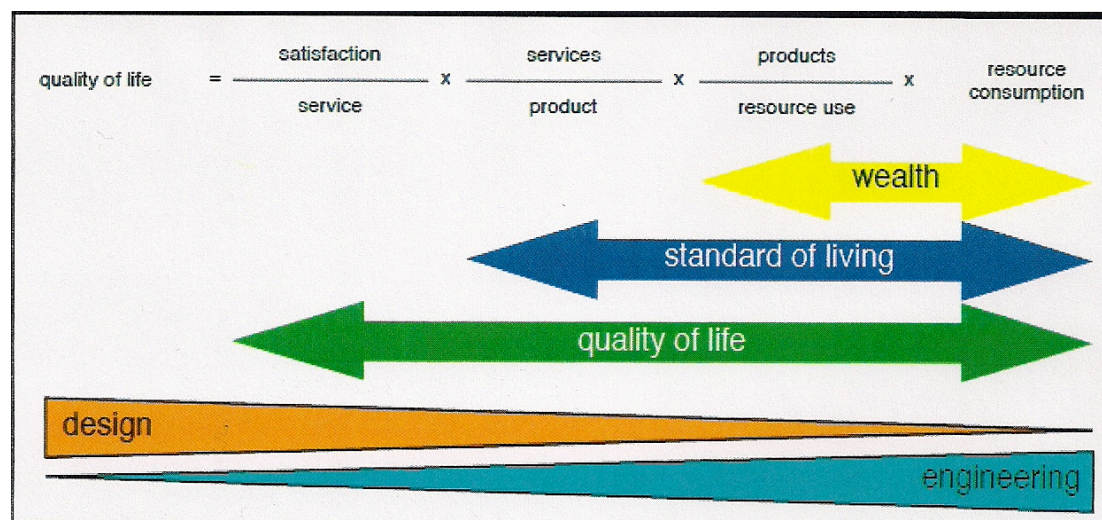 satisfaction services products resource
quality of life = x x x consumption
service product resource use
wealth
standard of living
quality of life
design
engineering